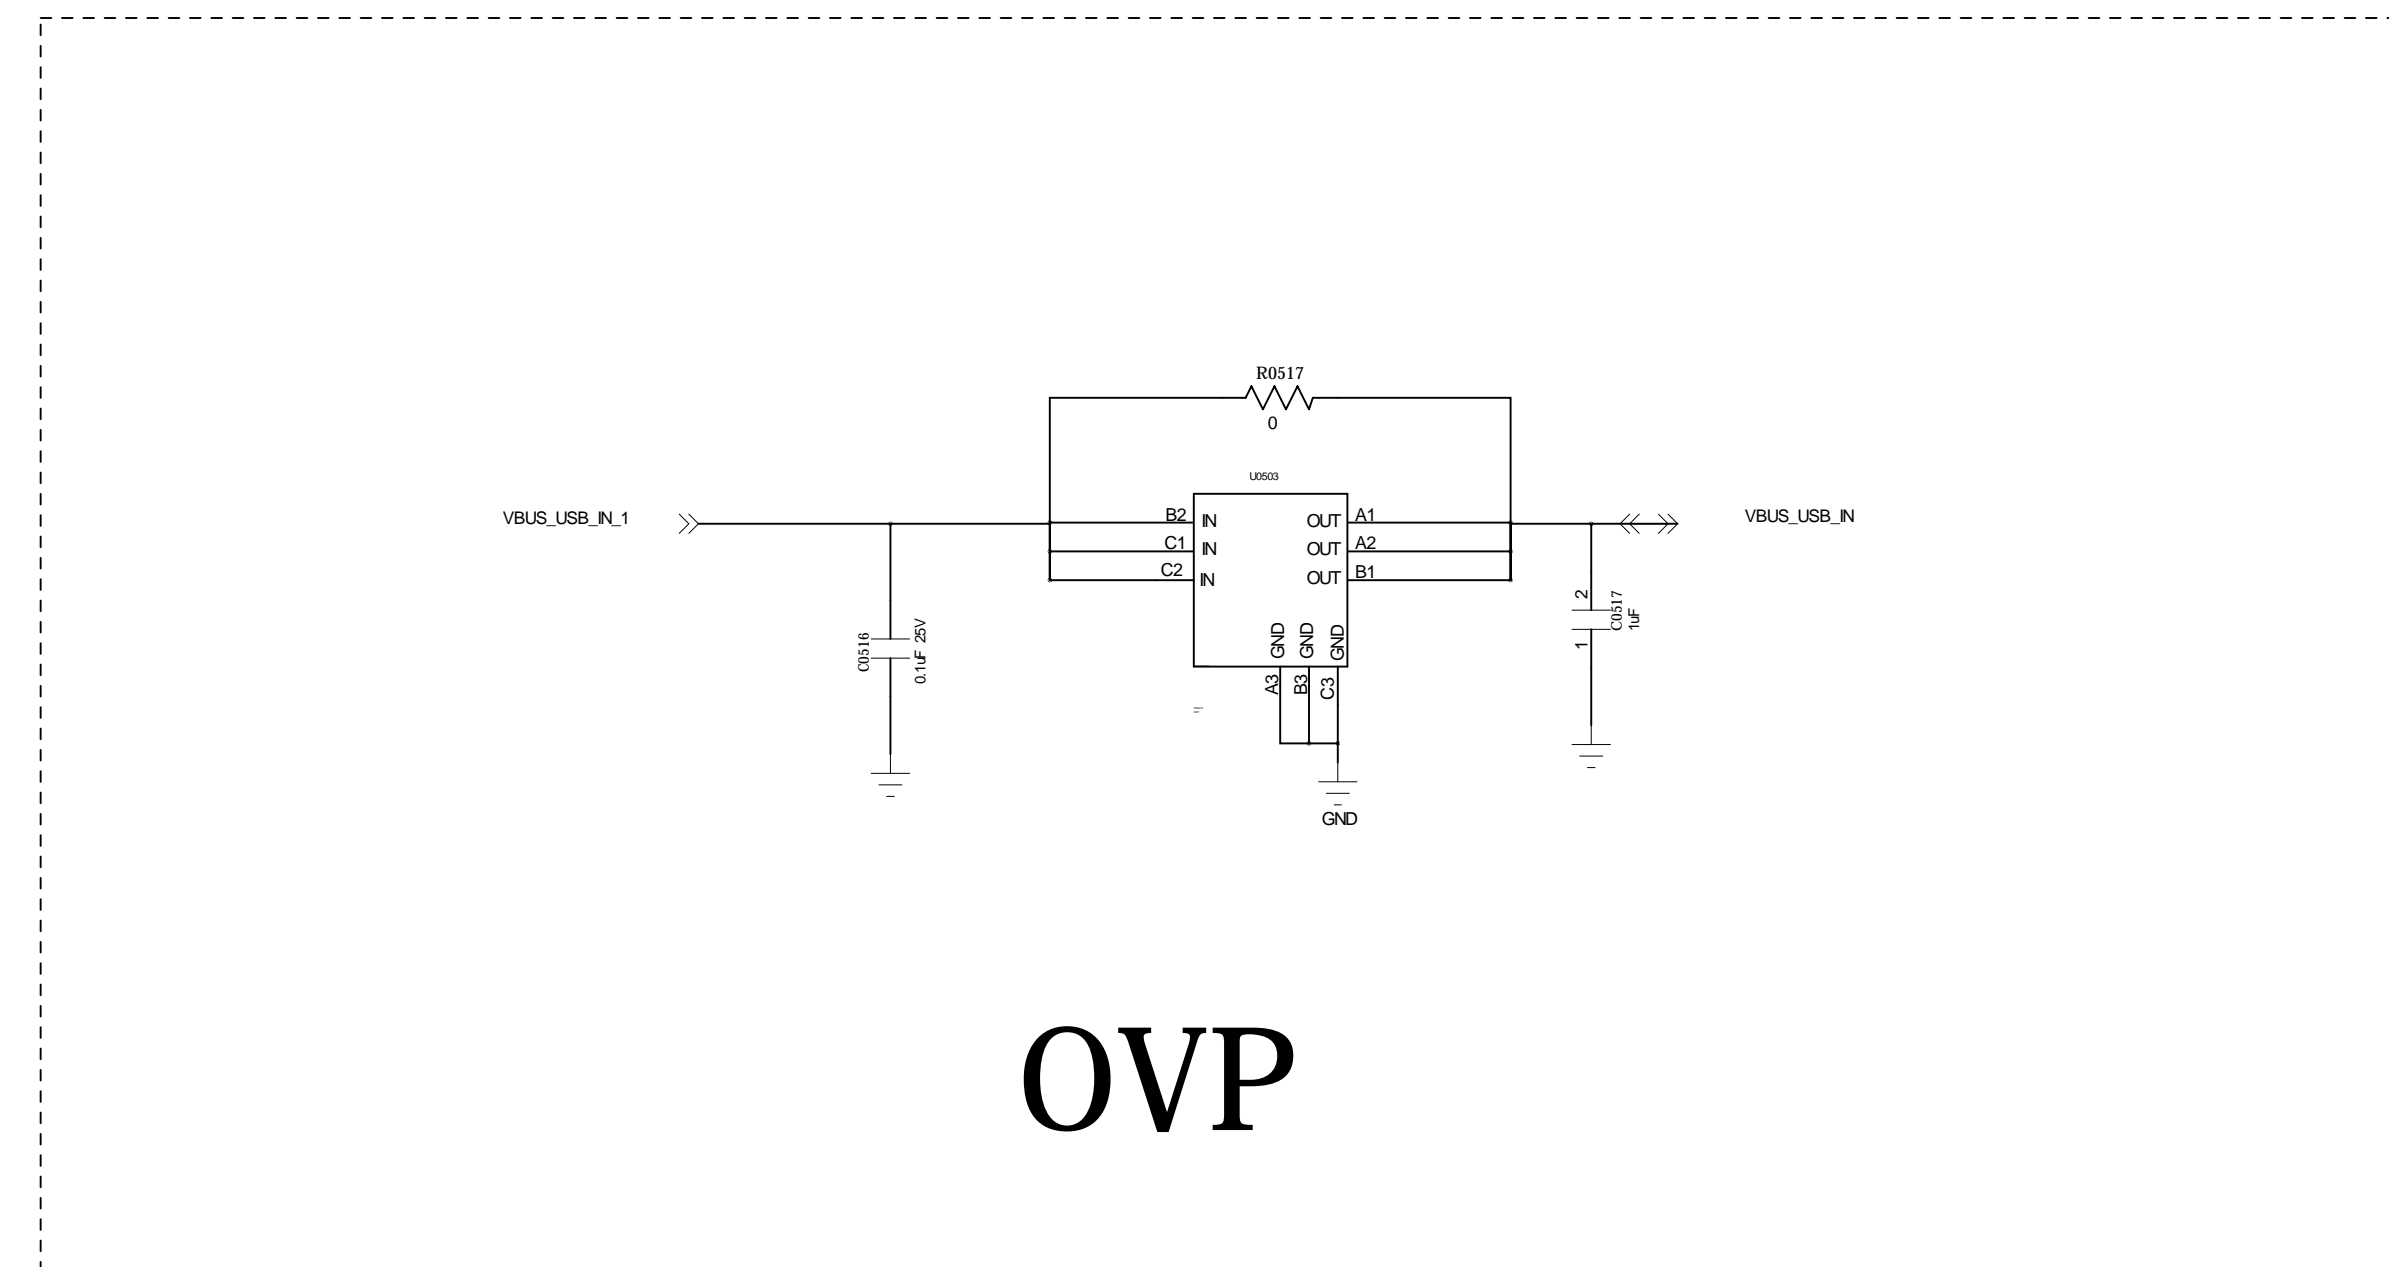 R0517
0
U0503
VBUS_USB_IN_1
B2 IN OUT A1
VBUS_USB_IN
C1 IN OUT A2
C2 IN OUT B1
C0516
0.1uF 25V
GND GND GND
A3 B3 C3
2
1
C0517
1uF
GND
OVP